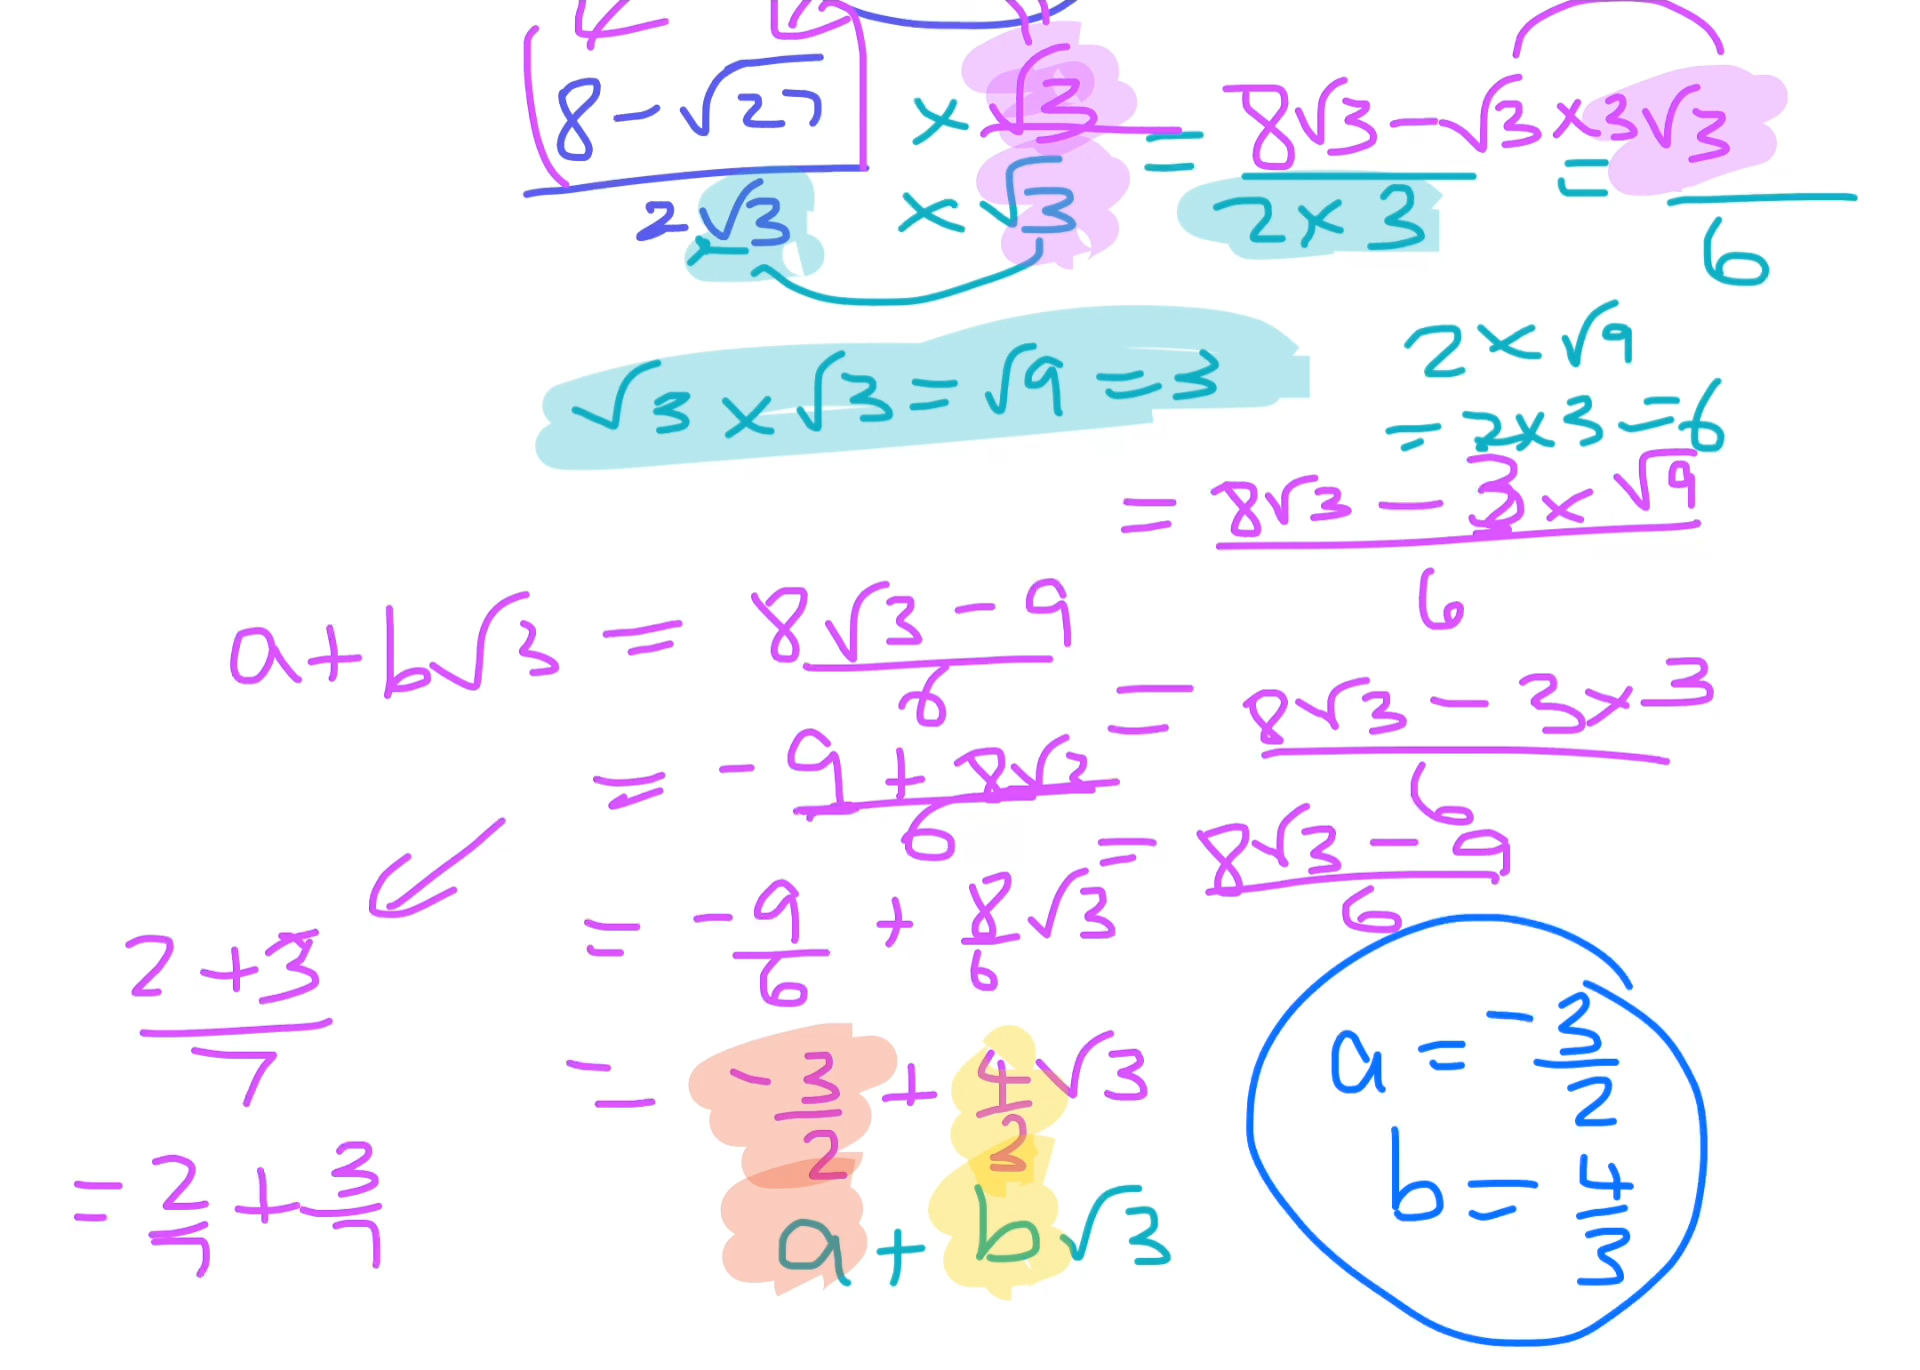 8 - √27 / 2√3 × √3 / × √3 = 8√3 - √3 × 3√3 / 2 × 3 = / 6
√3 × √3 = √9 = 3
2 × √9
= 2 × 3 = 6
= 8√3 - 3 × √9 / 6
a + b√3 = 8√3 - 9 / 6
= 8√3 - 3 × 3 / 6
= -9 + 8√3 / 6
= 8√3 - 9 / 6
= -9/6 + 8/6 √3
= -3/2 + 4/3 √3
a + b√3
2 + 3 / 7
= 2/7 + 3/7
a = -3/2
b = 4/3